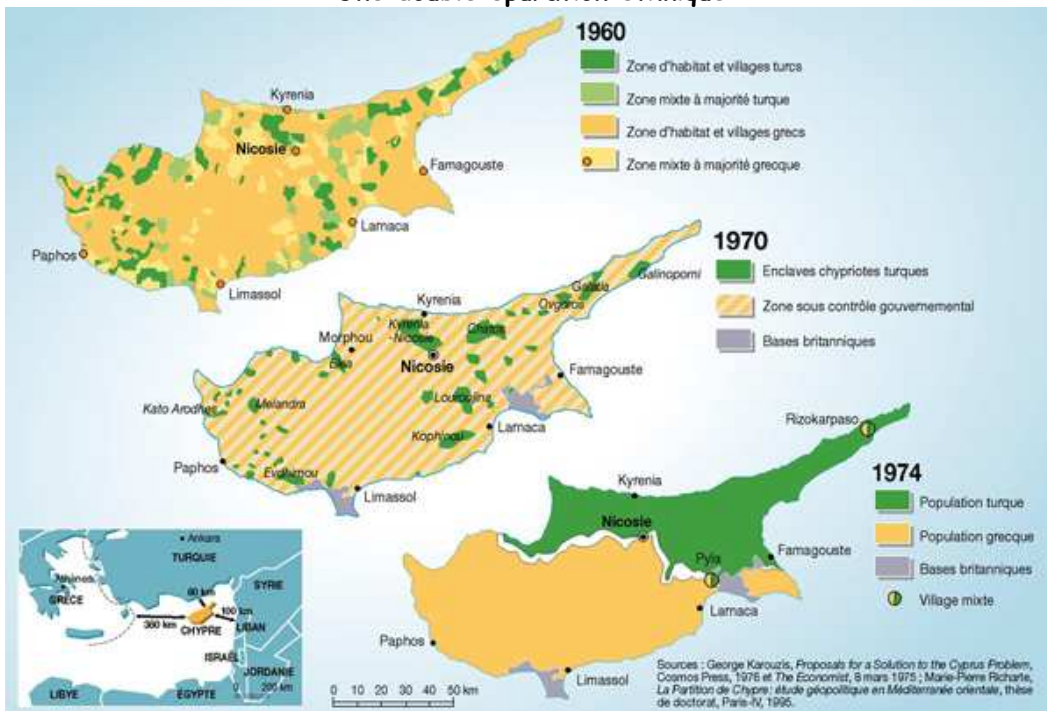 1960
Zone d'habitat et villages turcs
Zone mixte à majorité turque
Zone d'habitat et villages grecs
Zone mixte à majorité grecque
Kyrenia
Nicosie
Famagouste
Larnaca
Paphos
Limassol
1970
Enclaves chypriotes turques
Zone sous contrôle gouvernemental
Bases britanniques
Galinoporni
Galatia
Ovgoros
Kyrenia
Kyrenia
-Nicosie
Chatos
Morphou
Elia
Nicosie
Famagouste
Kato Arodhes
Melandra
Louroujina
Larnaca
Kophinou
Paphos
Evdhimou
Limassol
1974
Population turque
Population grecque
Bases britanniques
Village mixte
Rizokarpaso
Kyrenia
Nicosie
Pyla
Famagouste
Larnaca
Paphos
Limassol
0 10 20 30 40 50 km
Ankara
TURQUIE
Athènes
GRÈCE
80 km
SYRIE
100 km
360 km
LIBAN
CHYPRE
ISRAËL
JORDANIE
LIBYE
ÉGYPTE
0 200 km
Sources : George Karouzis, Proposals for a Solution to the Cyprus Problem,
Cosmos Press, 1976 et The Economist, 8 mars 1975 ; Marie-Pierre Richarte,
La Partition de Chypre : étude géopolitique en Méditerranée orientale, thèse
de doctorat, Paris-IV, 1995.